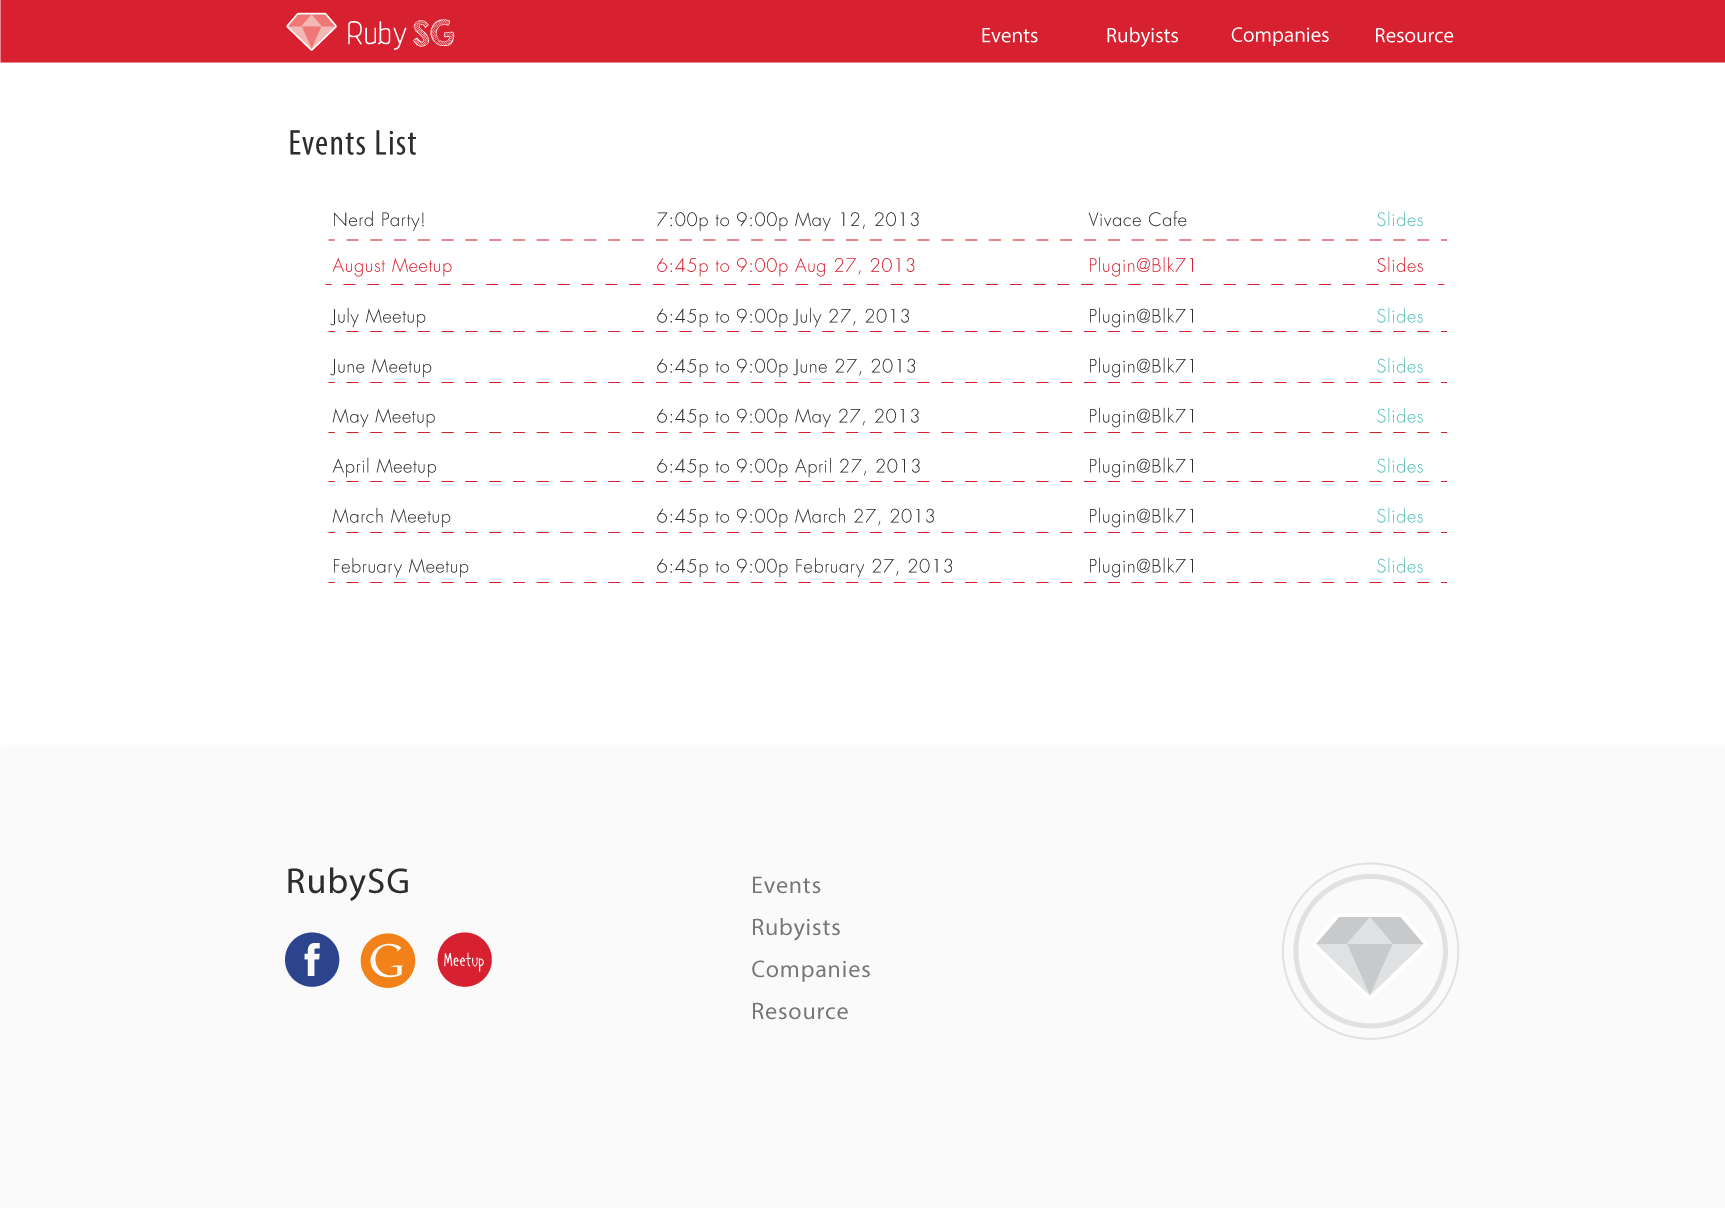 Ruby SG Events Rubyists Companies Resource
Events List
Nerd Party! 7:00p to 9:00p May 12, 2013 Vivace Cafe Slides
August Meetup 6:45p to 9:00p Aug 27, 2013 Plugin@Blk71 Slides
July Meetup 6:45p to 9:00p July 27, 2013 Plugin@Blk71 Slides
June Meetup 6:45p to 9:00p June 27, 2013 Plugin@Blk71 Slides
May Meetup 6:45p to 9:00p May 27, 2013 Plugin@Blk71 Slides
April Meetup 6:45p to 9:00p April 27, 2013 Plugin@Blk71 Slides
March Meetup 6:45p to 9:00p March 27, 2013 Plugin@Blk71 Slides
February Meetup 6:45p to 9:00p February 27, 2013 Plugin@Blk71 Slides
RubySG
f G Meetup
Events
Rubyists
Companies
Resource